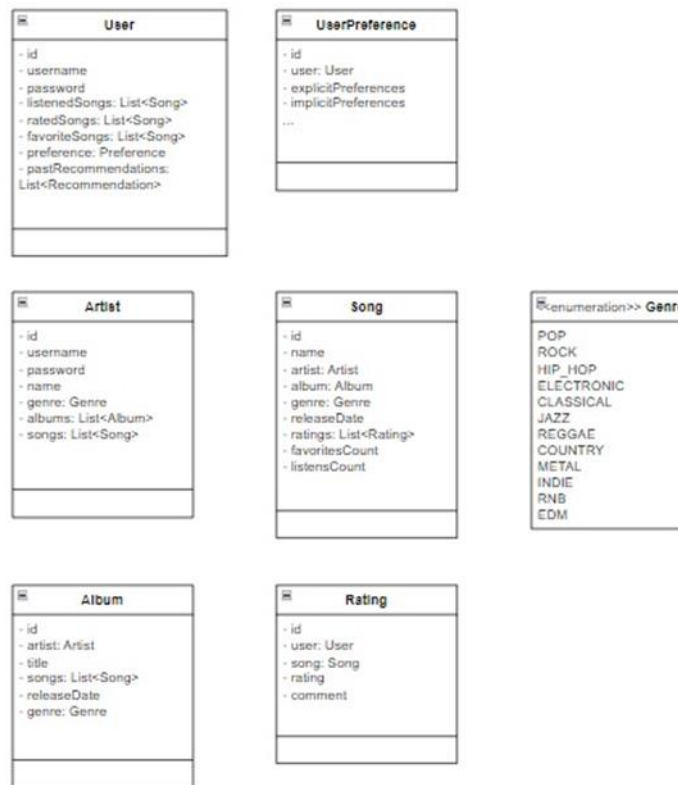 User
- id
- username
- password
- listenedSongs: List<Song>
- ratedSongs: List<Song>
- favoriteSongs: List<Song>
- preference: Preference
- pastRecommendations:
List<Recommendation>
UserPreference
- id
- user: User
- explicitPreferences
- implicitPreferences
...
Artist
- id
- username
- password
- name
- genre: Genre
- albums: List<Album>
- songs: List<Song>
Song
- id
- name
- artist: Artist
- album: Album
- genre: Genre
- releaseDate
- ratings: List<Rating>
- favoritesCount
- listensCount
<<enumeration>> Genre
POP
ROCK
HIP_HOP
ELECTRONIC
CLASSICAL
JAZZ
REGGAE
COUNTRY
METAL
INDIE
RNB
EDM
Album
- id
- artist: Artist
- title
- songs: List<Song>
- releaseDate
- genre: Genre
Rating
- id
- user: User
- song: Song
- rating
- comment